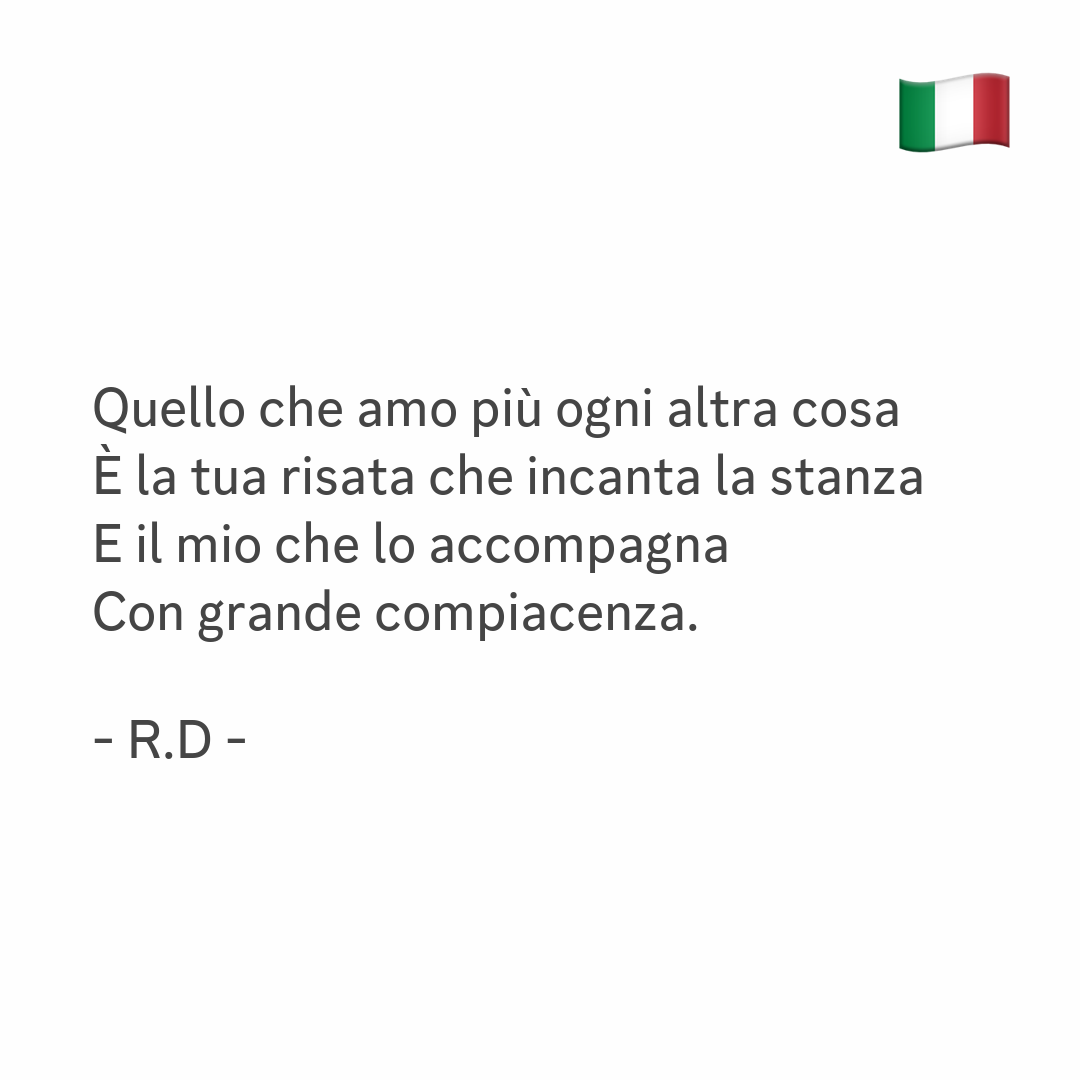 Quello che amo più ogni altra cosa
È la tua risata che incanta la stanza
E il mio che lo accompagna
Con grande compiacenza.
- R.D -